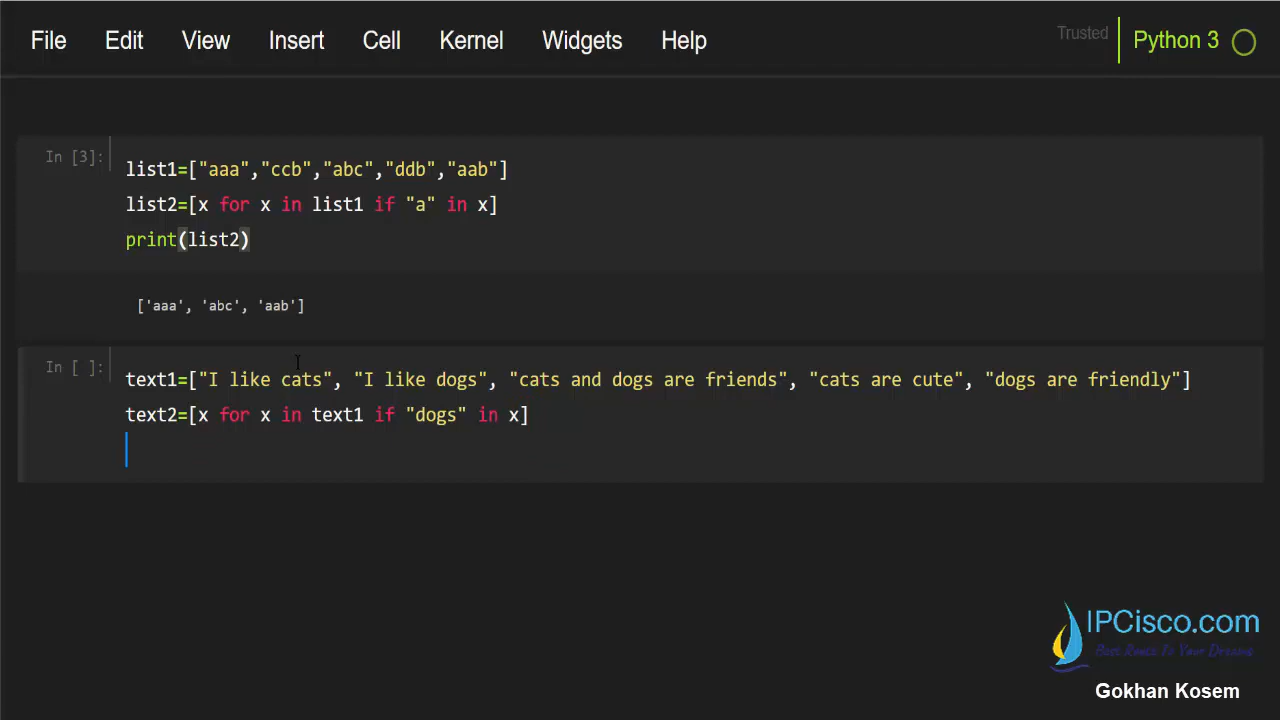 File Edit View Insert Cell Kernel Widgets Help Trusted Python 3
In [3]:
list1=["aaa","ccb","abc","ddb","aab"]
list2=[x for x in list1 if "a" in x]
print(list2)
['aaa', 'abc', 'aab']
In [ ]:
text1=["I like cats", "I like dogs", "cats and dogs are friends", "cats are cute", "dogs are friendly"]
text2=[x for x in text1 if "dogs" in x]
IPCisco.com
Your Dreams
Gokhan Kosem